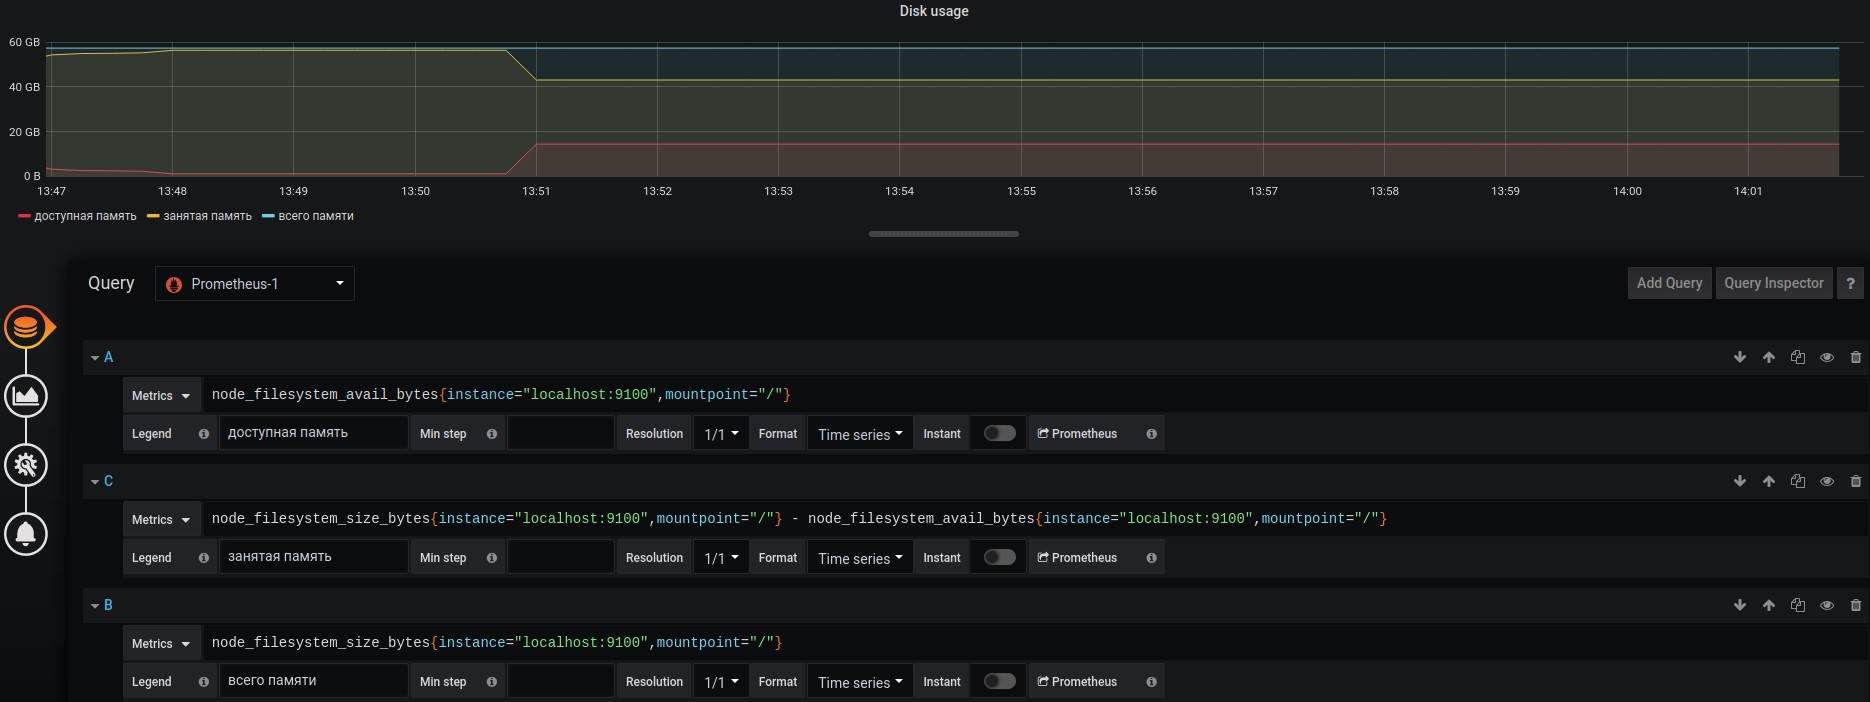 Disk usage
60 GB
40 GB
20 GB
0 B
13:47 13:48 13:49 13:50 13:51 13:52 13:53 13:54 13:55 13:56 13:57 13:58 13:59 14:00 14:01
доступная память занятая память всего памяти
Query Prometheus-1 Add Query Query Inspector ?
A
Metrics node_filesystem_avail_bytes{instance="localhost:9100",mountpoint="/"}
Legend доступная память Min step Resolution 1/1 Format Time series Instant Prometheus
C
Metrics node_filesystem_size_bytes{instance="localhost:9100",mountpoint="/"} - node_filesystem_avail_bytes{instance="localhost:9100",mountpoint="/"}
Legend занятая память Min step Resolution 1/1 Format Time series Instant Prometheus
B
Metrics node_filesystem_size_bytes{instance="localhost:9100",mountpoint="/"}
Legend всего памяти Min step Resolution 1/1 Format Time series Instant Prometheus